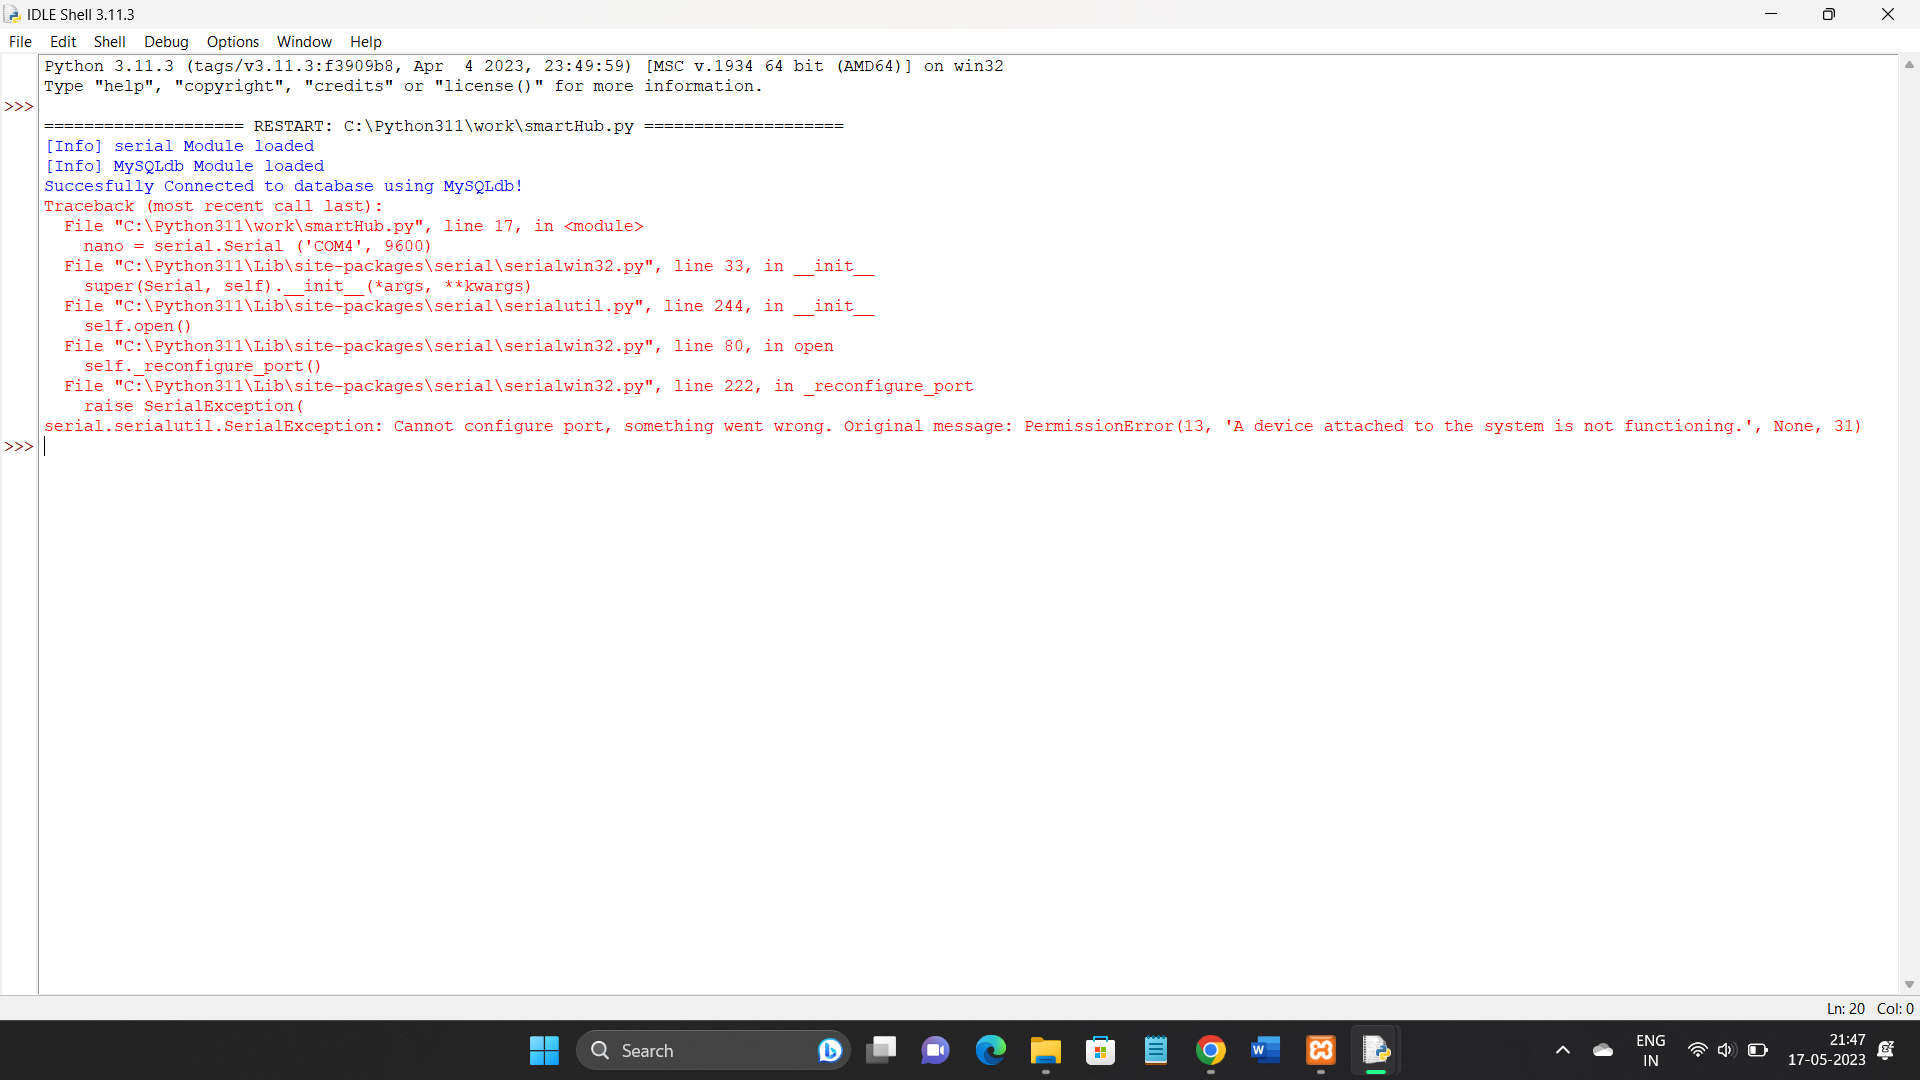 IDLE Shell 3.11.3
File Edit Shell Debug Options Window Help
Python 3.11.3 (tags/v3.11.3:f3909b8, Apr  4 2023, 23:49:59) [MSC v.1934 64 bit (AMD64)] on win32
Type "help", "copyright", "credits" or "license()" for more information.
>>>
==================== RESTART: C:\Python311\work\smartHub.py ====================
[Info] serial Module loaded
[Info] MySQLdb Module loaded
Succesfully Connected to database using MySQLdb!
Traceback (most recent call last):
  File "C:\Python311\work\smartHub.py", line 17, in <module>
    nano = serial.Serial ('COM4', 9600)
  File "C:\Python311\Lib\site-packages\serial\serialwin32.py", line 33, in __init__
    super(Serial, self).__init__(*args, **kwargs)
  File "C:\Python311\Lib\site-packages\serial\serialutil.py", line 244, in __init__
    self.open()
  File "C:\Python311\Lib\site-packages\serial\serialwin32.py", line 80, in open
    self._reconfigure_port()
  File "C:\Python311\Lib\site-packages\serial\serialwin32.py", line 222, in _reconfigure_port
    raise SerialException(
serial.serialutil.SerialException: Cannot configure port, something went wrong. Original message: PermissionError(13, 'A device attached to the system is not functioning.', None, 31)
>>>
Ln: 20 Col: 0
Search
W
ENG
IN
21:47
17-05-2023